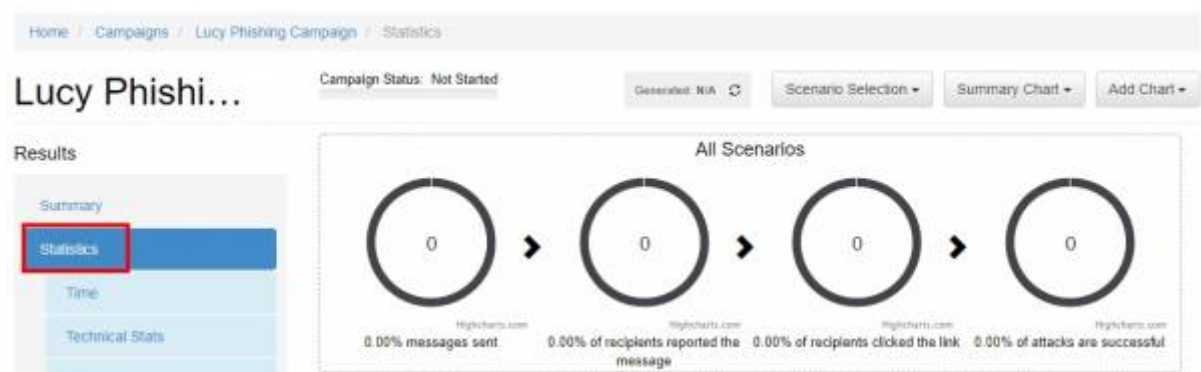 Home / Campaigns / Lucy Phishing Campaign / Statistics
Lucy Phishi...
Campaign Status: Not Started
Generated: N/A
Scenario Selection
Summary Chart
Add Chart
Results
Summary
Statistics
Time
Technical Stats
All Scenarios
0
0
0
0
Highcharts.com
Highcharts.com
Highcharts.com
Highcharts.com
0.00% messages sent
0.00% of recipients reported the
message
0.00% of recipients clicked the link
0.00% of attacks are successful